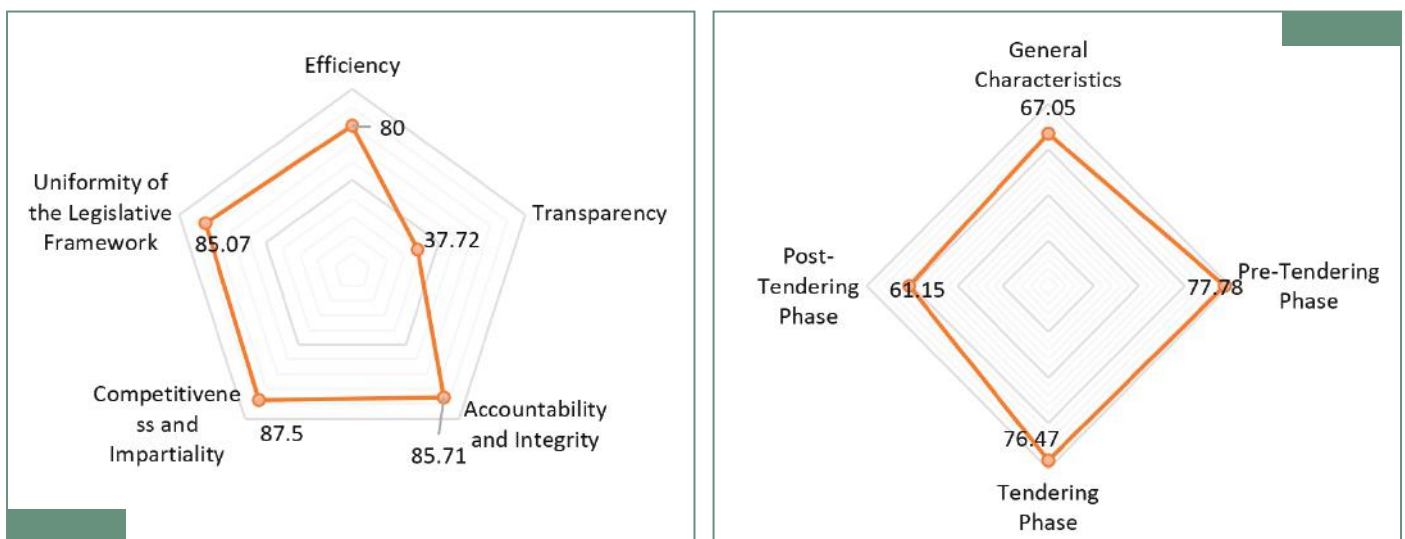 Efficiency
80
Transparency
37.72
Uniformity of
the Legislative
Framework
85.07
Competitivene
ss and
Impartiality
87.5
Accountability
and Integrity
85.71
General
Characteristics
67.05
Pre-Tendering
Phase
77.78
Post-
Tendering
Phase
61.15
76.47
Tendering
Phase